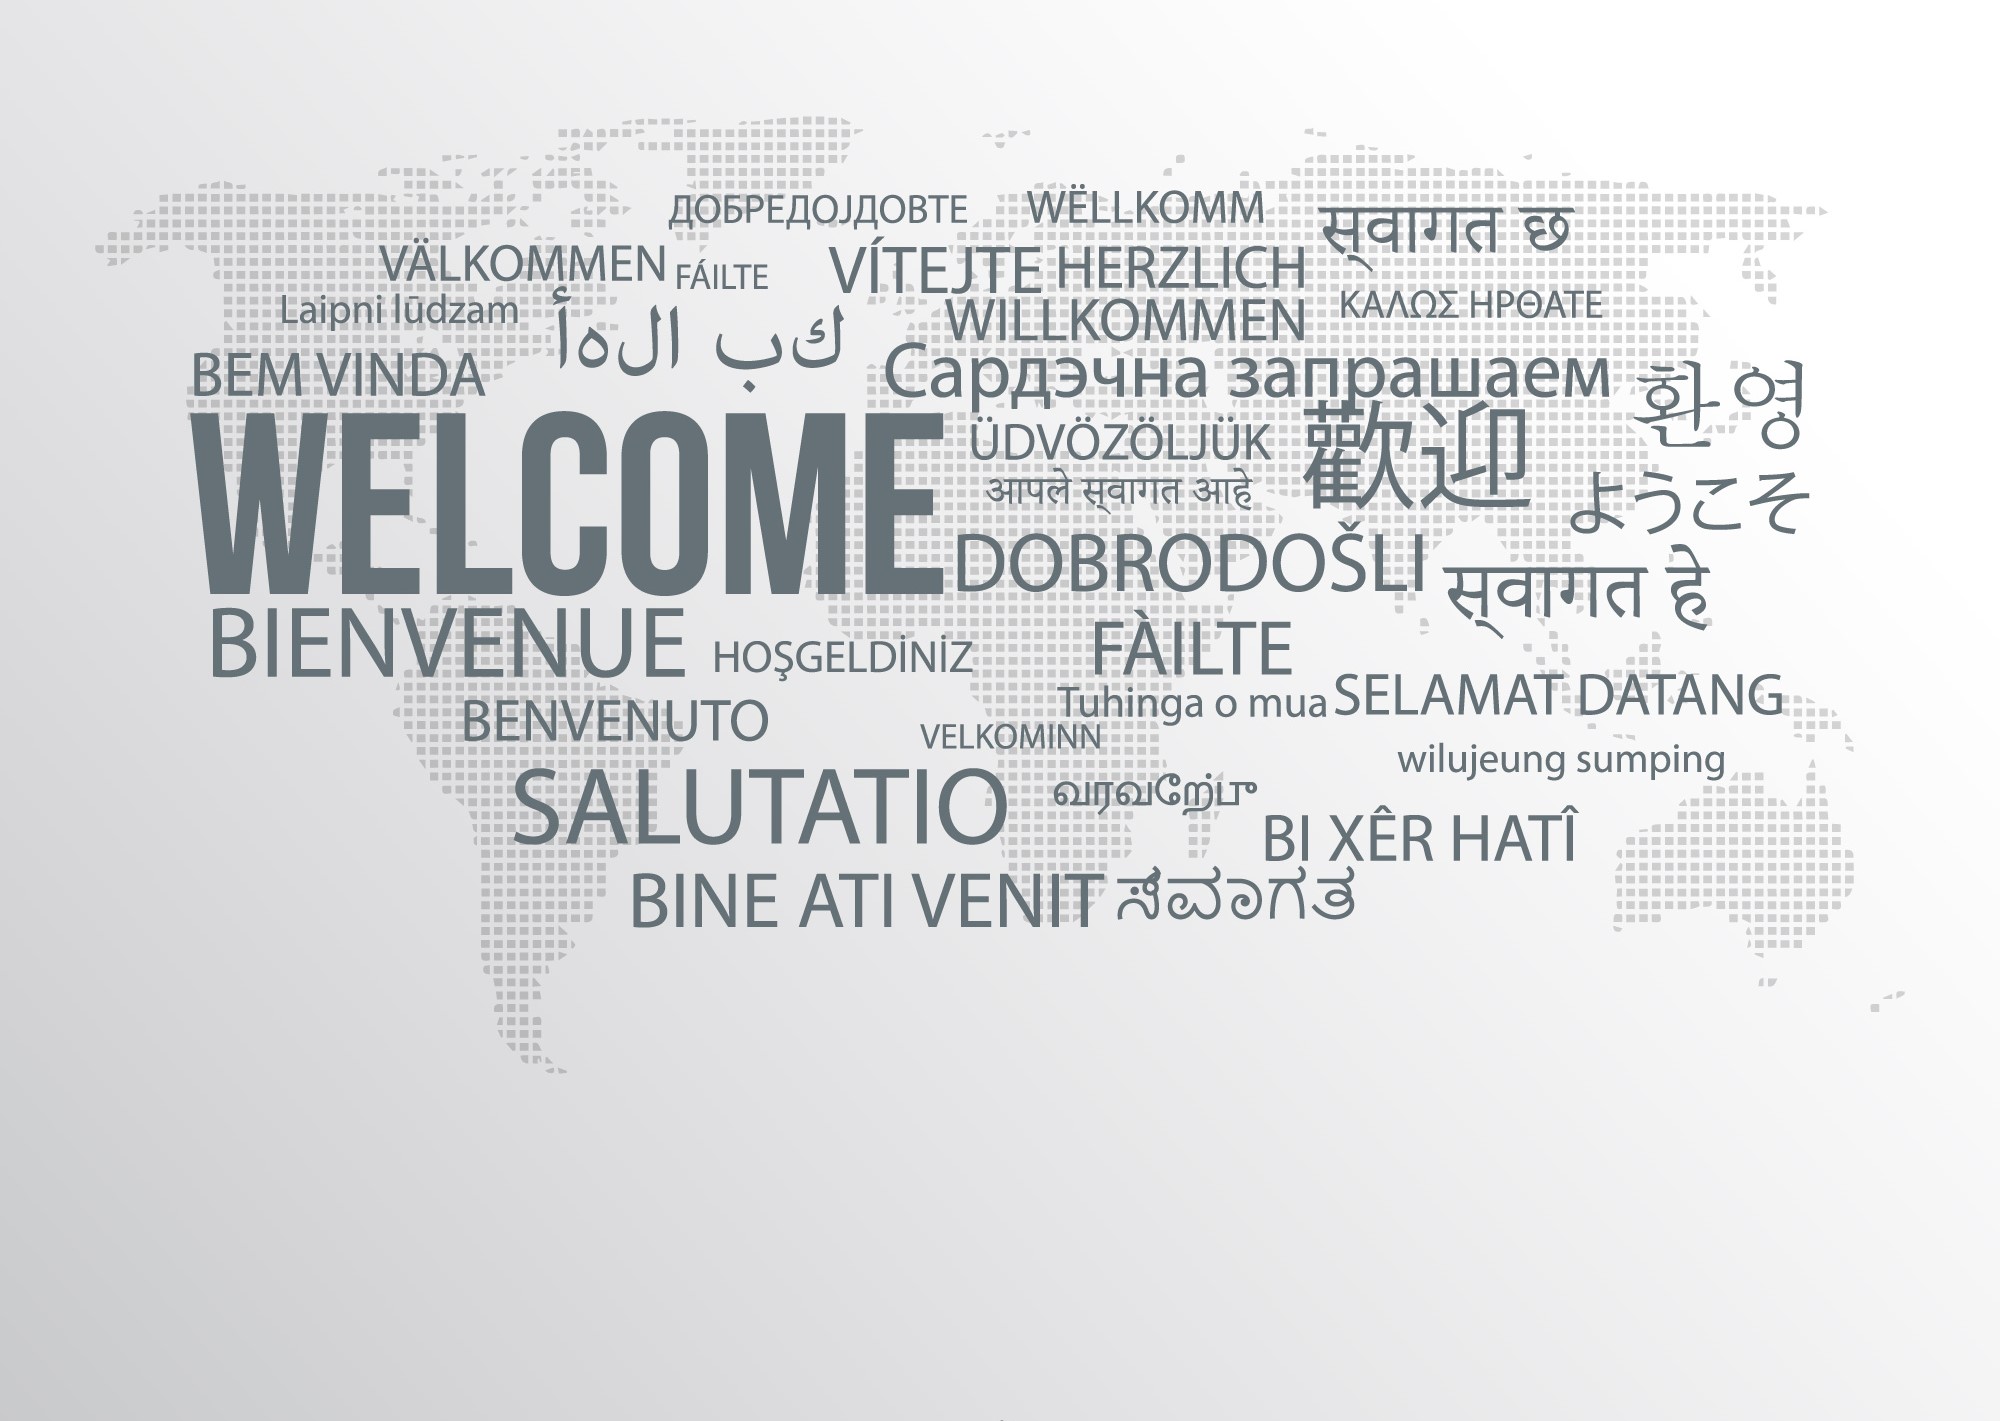 ДОБРЕДОЈДОВТЕ
WËLLKOMM
स्वागत छ
VÄLKOMMEN
FÁILTE
VÍTEJTE
HERZLICH
WILLKOMMEN
Laipni lūdzam
ΚΑΛΩΣ ΗΡΘΑΤΕ
أهلا بك
BEM VINDA
Сардэчна запрашаем
환영
WELCOME
ÜDVÖZÖLJÜK
歡迎
आपले स्वागत आहे
ようこそ
DOBRODOŠLI
स्वागत हे
BIENVENUE
HOŞGELDİNİZ
FÀILTE
Tuhinga o mua
SELAMAT DATANG
BENVENUTO
VELKOMINN
wilujeung sumping
SALUTATIO
BI XÊR HATÎ
BINE ATI VENIT